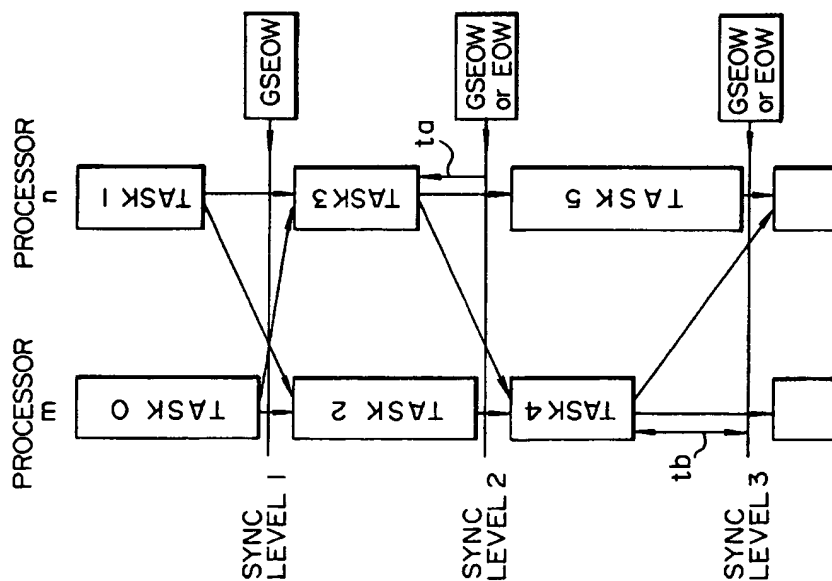 PROCESSOR
m
PROCESSOR
n
TASK 0
TASK 1
SYNC
LEVEL 1
GSEOW
TASK 2
TASK 3
ta
SYNC
LEVEL 2
GSEOW
or EOW
TASK 4
TASK 5
tb
SYNC
LEVEL 3
GSEOW
or EOW